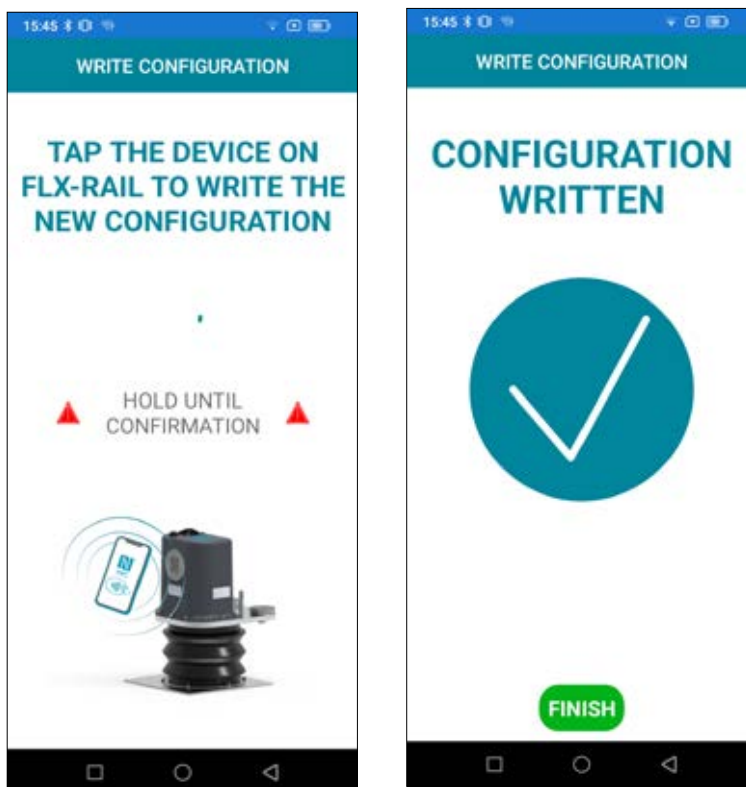 15:45
WRITE CONFIGURATION
TAP THE DEVICE ON
FLX-RAIL TO WRITE THE
NEW CONFIGURATION
HOLD UNTIL
CONFIRMATION
15:45
WRITE CONFIGURATION
CONFIGURATION
WRITTEN
FINISH